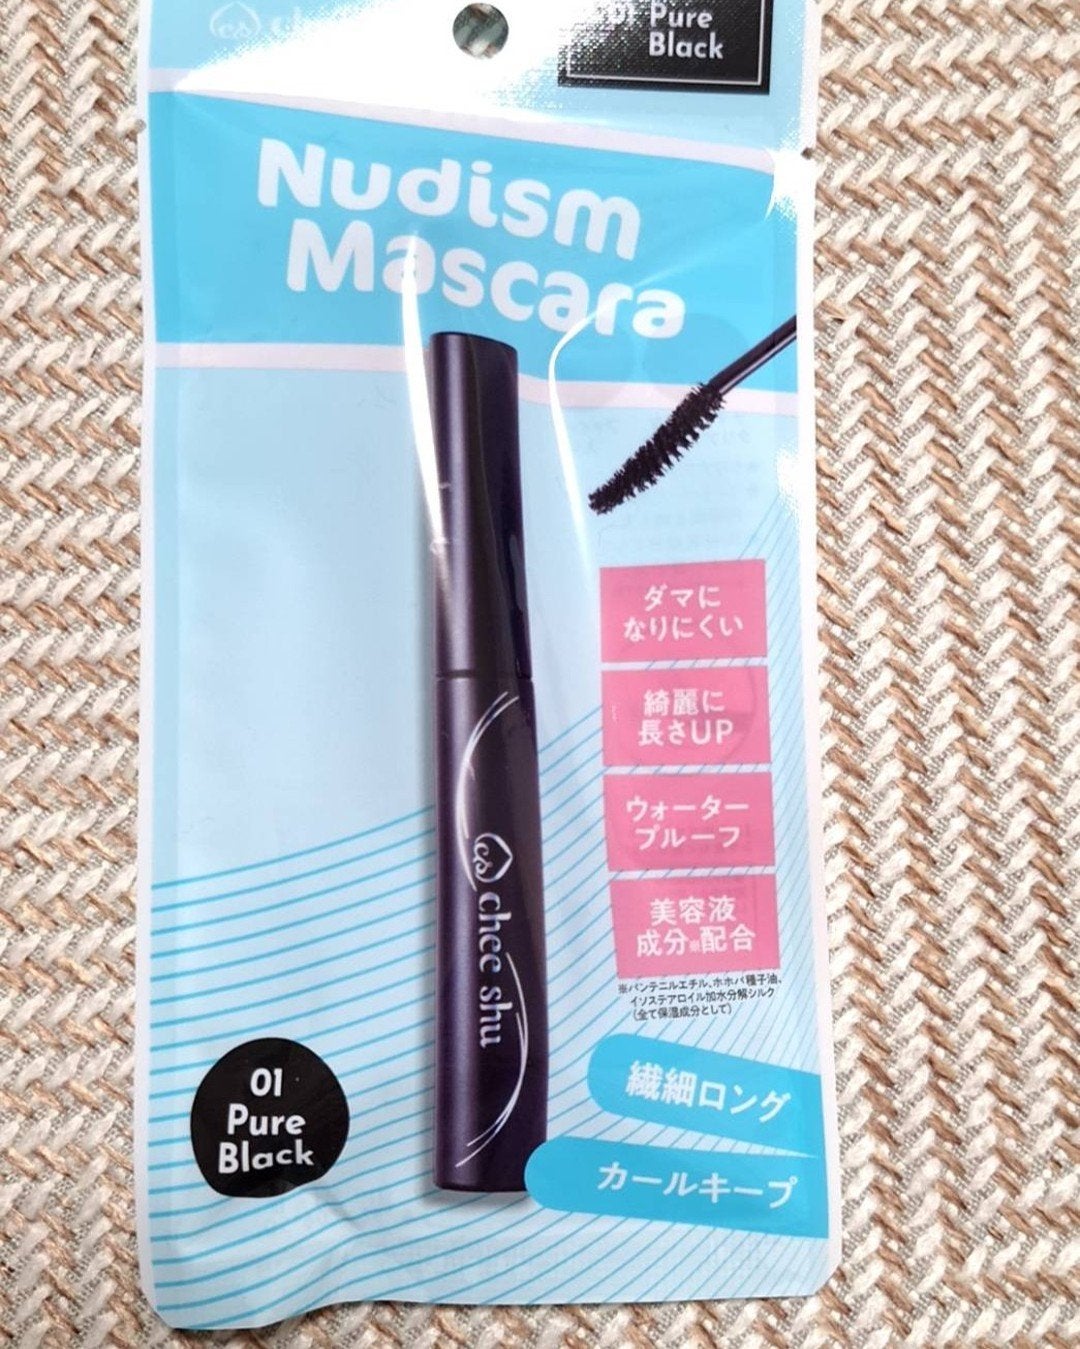 cs
01 Pure
Black
Nudism
Mascara
ダマに
なりにくい
綺麗に
長さUP
ウォーター
プルーフ
美容液
成分※配合
※パンテニルエチル、ホホバ種子油、
イソステアロイル加水分解シルク
(全て保湿成分として)
cs chee shu
繊細ロング
カールキープ
01
Pure
Black